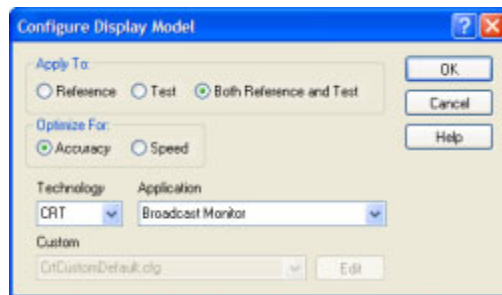 Configure Display Model
Apply To:
Reference Test Both Reference and Test
OK
Cancel
Optimize For:
Accuracy Speed
Help
Technology Application
CRT Broadcast Monitor
Custom
CrtCustomDefault.cfg Edit